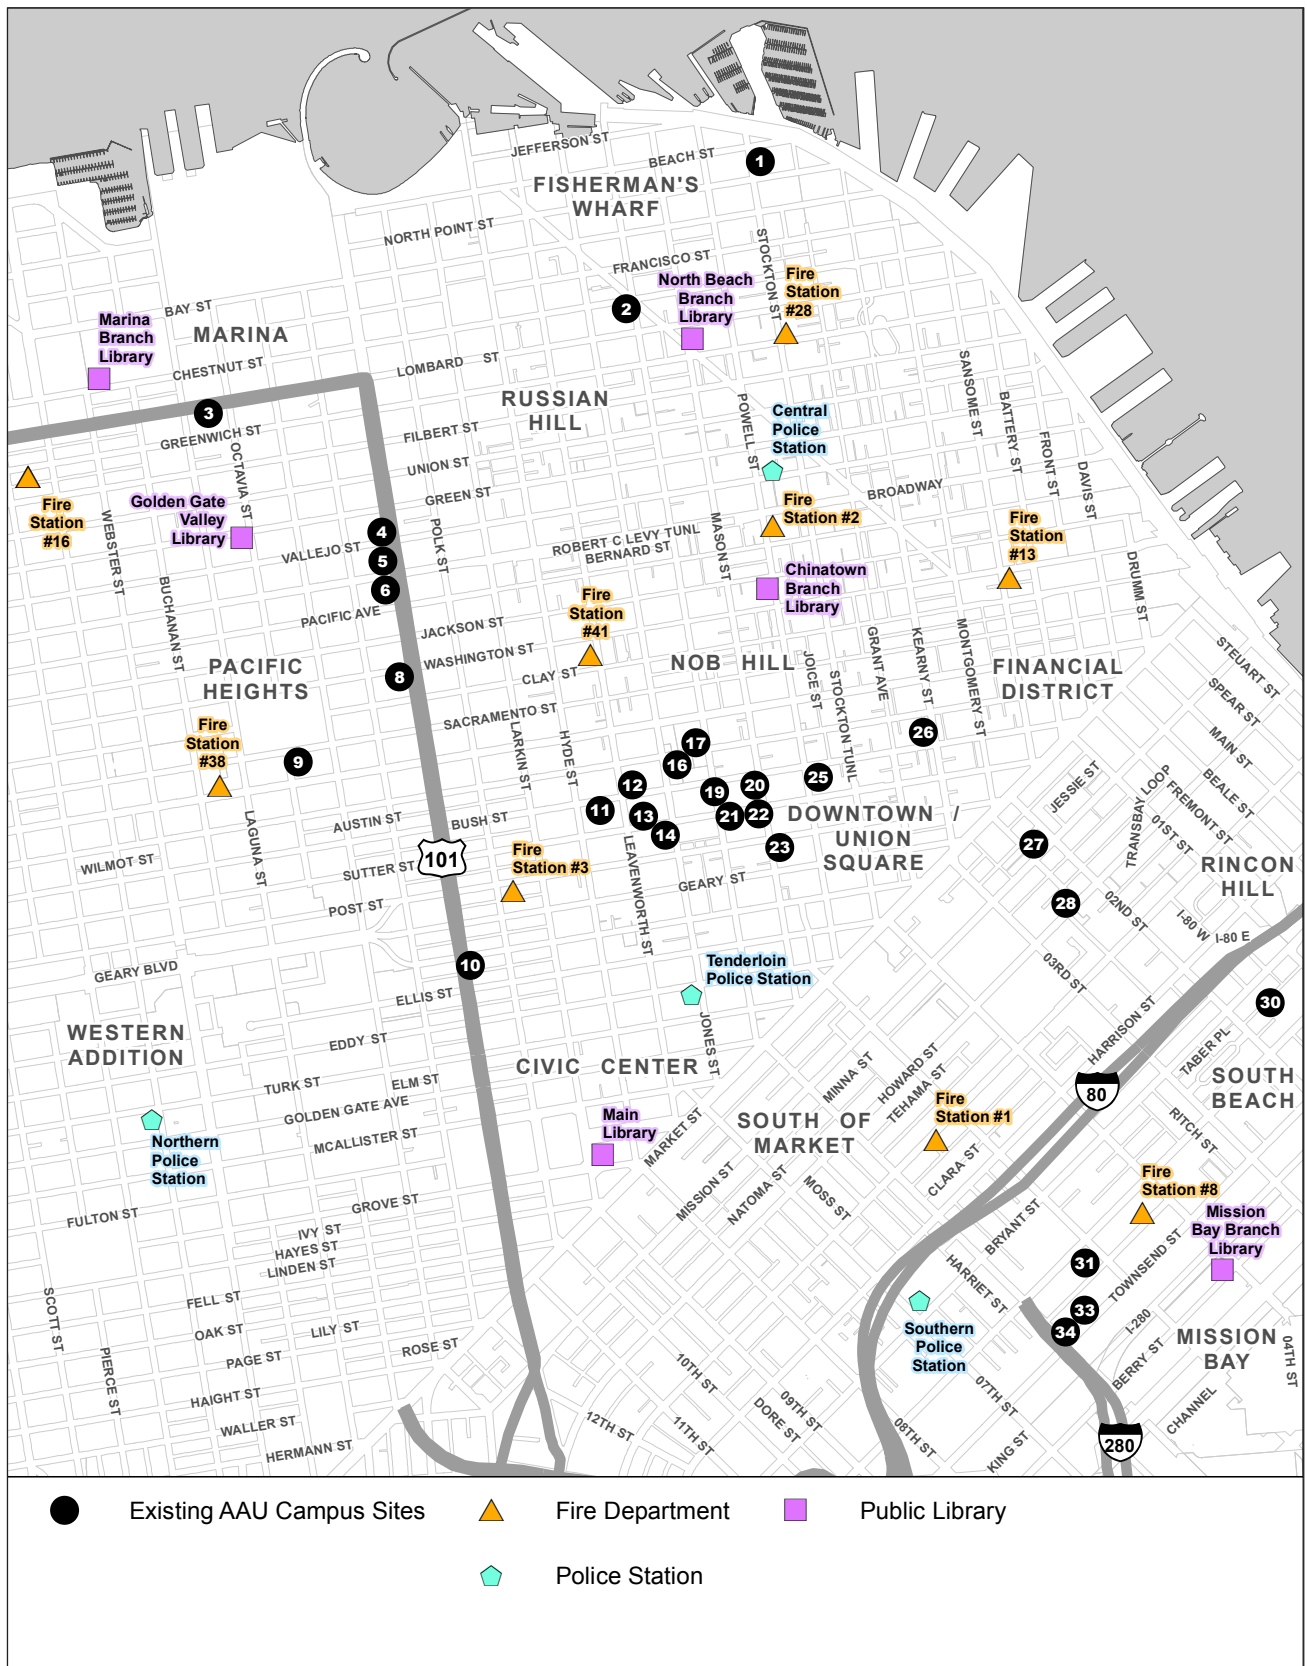 JEFFERSON ST
BEACH ST
1
FISHERMAN'S
WHARF
NORTH POINT ST
STOCKTON ST
FRANCISCO ST
North Beach
Branch
Library
Fire
Station
#28
2
BAY ST
Marina
Branch
Library
MARINA
CHESTNUT ST
LOMBARD ST
SANSOME ST
RUSSIAN
HILL
POWELL ST
BATTERY ST
Central
Police
Station
3
GREENWICH ST
FILBERT ST
FRONT ST
OCTAVIA ST
UNION ST
DAVIS ST
GREEN ST
BROADWAY
Fire
Station
#16
Golden Gate
Valley
Library
Fire
Station #2
WEBSTER ST
POLK ST
MASON ST
Fire
Station
#13
4
VALLEJO ST
ROBERT C LEVY TUNL
BERNARD ST
5
DRUMM ST
BUCHANAN ST
6
Chinatown
Branch
Library
Fire
Station
#41
PACIFIC AVE
JACKSON ST
GRANT AVE
KEARNY ST
MONTGOMERY ST
WASHINGTON ST
JOICE ST
STEUART ST
PACIFIC
HEIGHTS
8
CLAY ST
NOB HILL
STOCKTON TUNL
FINANCIAL
DISTRICT
SPEAR ST
SACRAMENTO ST
Fire
Station
#38
LARKIN ST
HYDE ST
17
26
MAIN ST
9
16
12
19
20
25
JESSIE ST
TRANSBAY LOOP
BEALE ST
FREMONT ST
LAGUNA ST
AUSTIN ST
BUSH ST
11
13
21
22
DOWNTOWN /
UNION
SQUARE
01ST ST
14
23
27
WILMOT ST
101
SUTTER ST
Fire
Station #3
LEAVENWORTH ST
GEARY ST
RINCON
HILL
POST ST
28
02ND ST
I-80 W
I-80 E
GEARY BLVD
10
Tenderloin
Police Station
03RD ST
ELLIS ST
30
WESTERN
ADDITION
EDDY ST
JONES ST
HARRISON ST
TABER PL
CIVIC CENTER
MINNA ST
HOWARD ST
TEHAMA ST
80
SOUTH
BEACH
TURK ST
ELM ST
GOLDEN GATE AVE
Main
Library
MARKET ST
SOUTH OF
MARKET
Fire
Station #1
RITCH ST
Northern
Police
Station
MCALLISTER ST
MISSION ST
NATOMA ST
MOSS ST
CLARA ST
Fire
Station #8
GROVE ST
FULTON ST
BRYANT ST
Mission
Bay Branch
Library
IVY ST
HAYES ST
LINDEN ST
31
TOWNSEND ST
HARRIET ST
SCOTT ST
FELL ST
33
I-280
OAK ST
LILY ST
Southern
Police
Station
34
MISSION
BAY
PAGE ST
ROSE ST
BERRY ST
04TH ST
PIERCE ST
10TH ST
HAIGHT ST
07TH ST
CHANNEL
09TH ST
DORE ST
WALLER ST
12TH ST
11TH ST
08TH ST
280
HERMANN ST
KING ST
Existing AAU Campus Sites
Fire Department
Public Library
Police Station